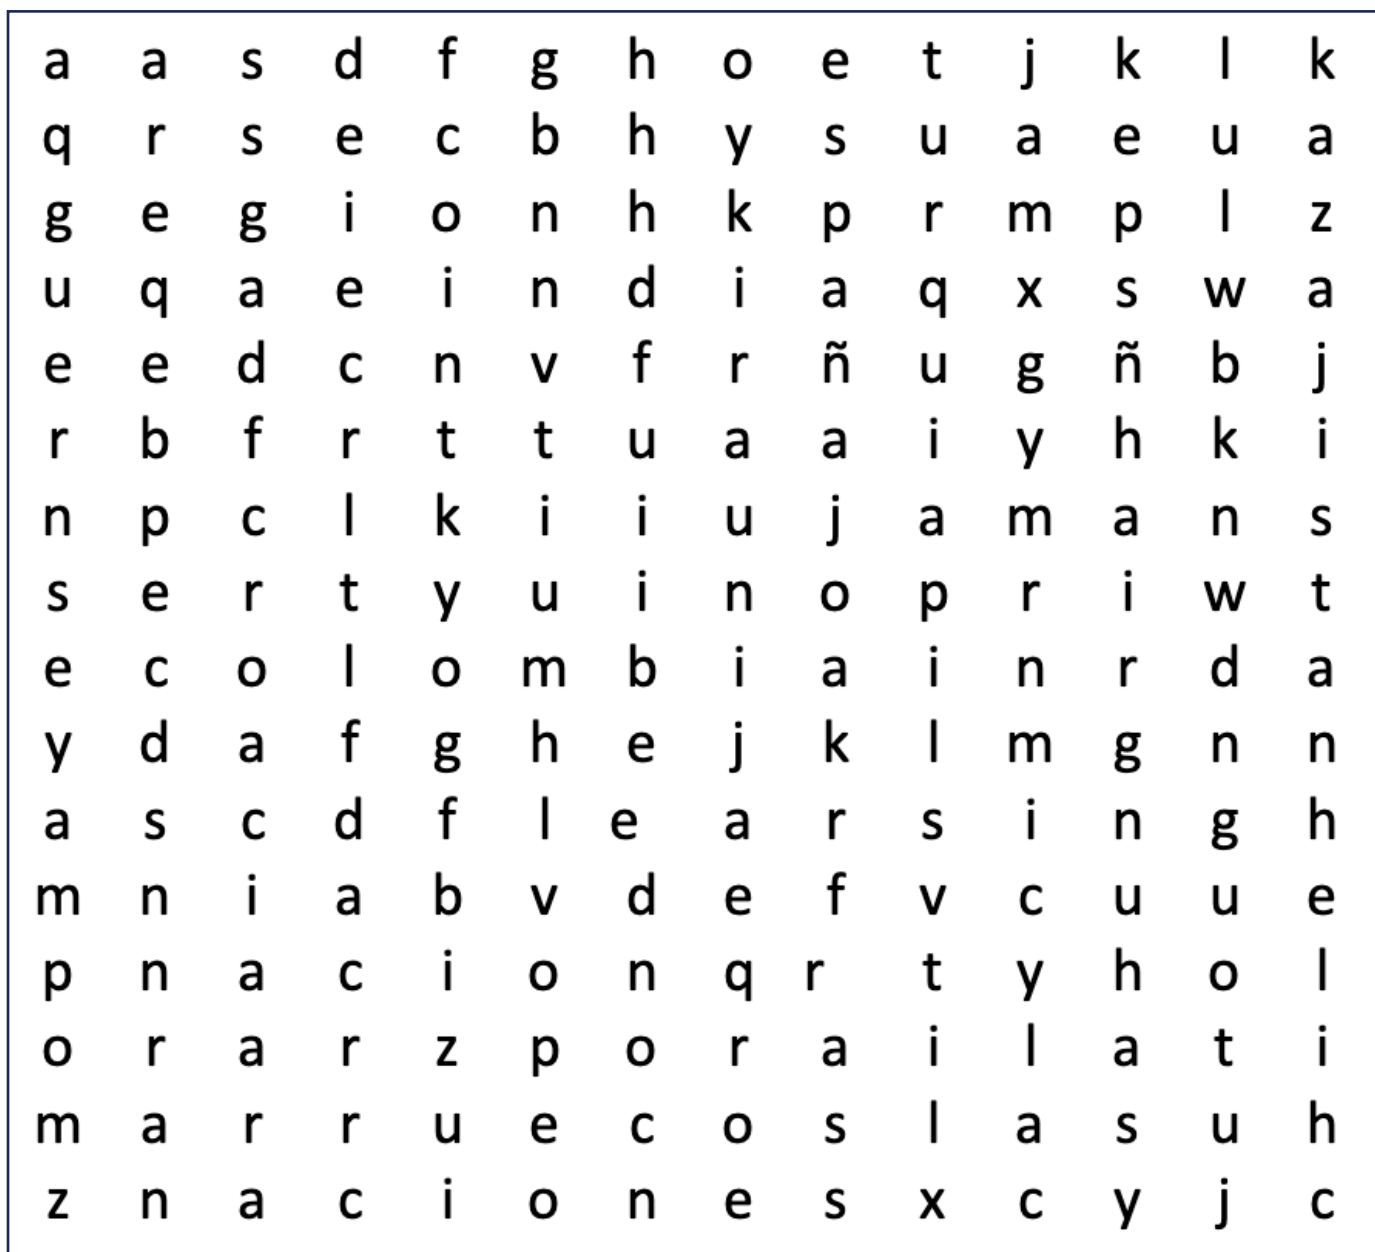 a a s d f g h o e t j k l k
q r s e c b h y s u a e u a
g e g i o n h k p r m p l z
u q a e i n d i a q x s w a
e e d c n v f r ñ u g ñ b j
r b f r t t u a a i y h k i
n p c l k i i u j a m a n s
s e r t y u i n o p r i w t
e c o l o m b i a i n r d a
y d a f g h e j k l m g n n
a s c d f l e a r s i n g h
m n i a b v d e f v c u u e
p n a c i o n q r t y h o l
o r a r z p o r a i l a t i
m a r r u e c o s l a s u h
z n a c i o n e s x c y j c